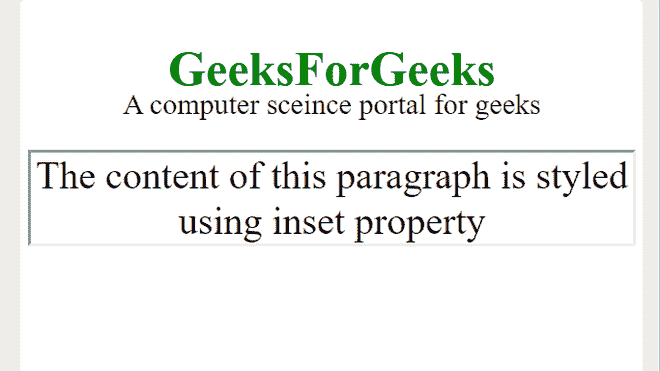 GeeksForGeeks
A computer sceince portal for geeks
The content of this paragraph is styled
using inset property